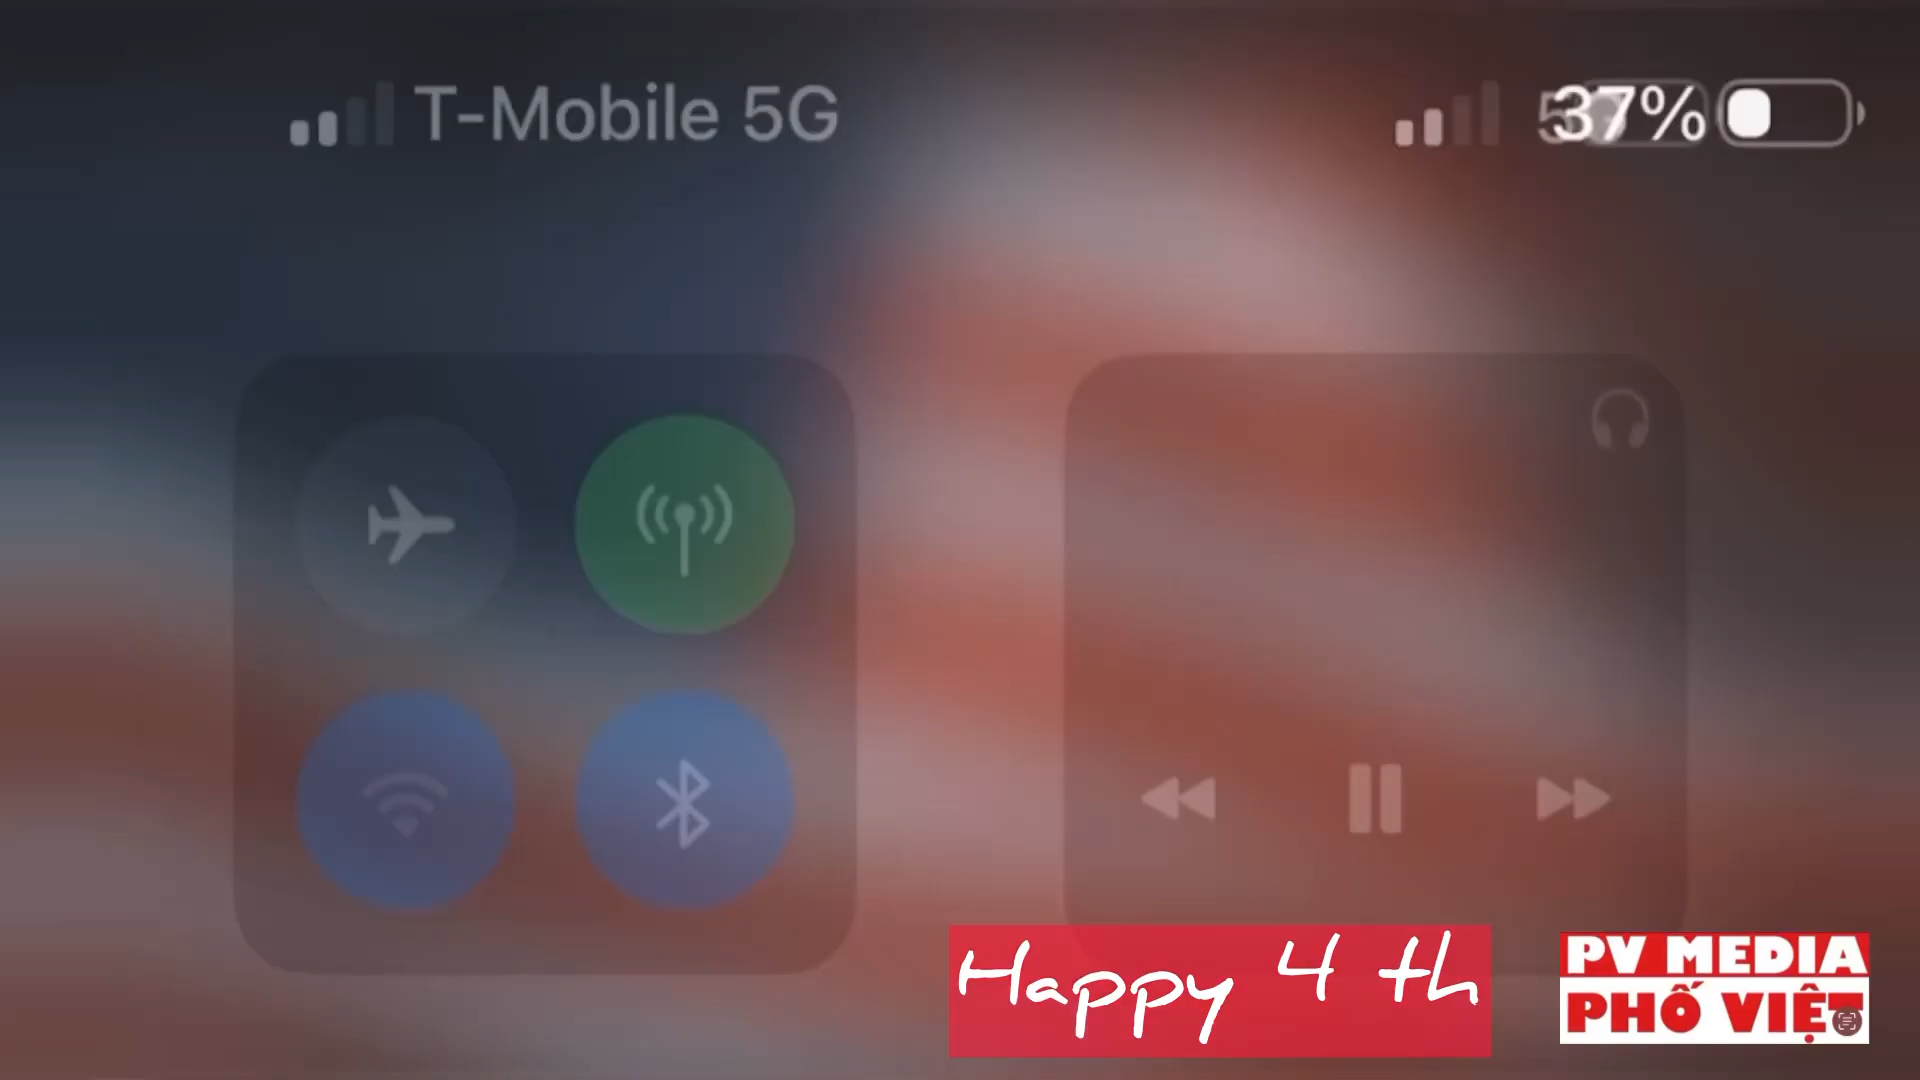 T-Mobile 5G
37%
Happy 4 th
PV MEDIA
PHỐ VIỆT